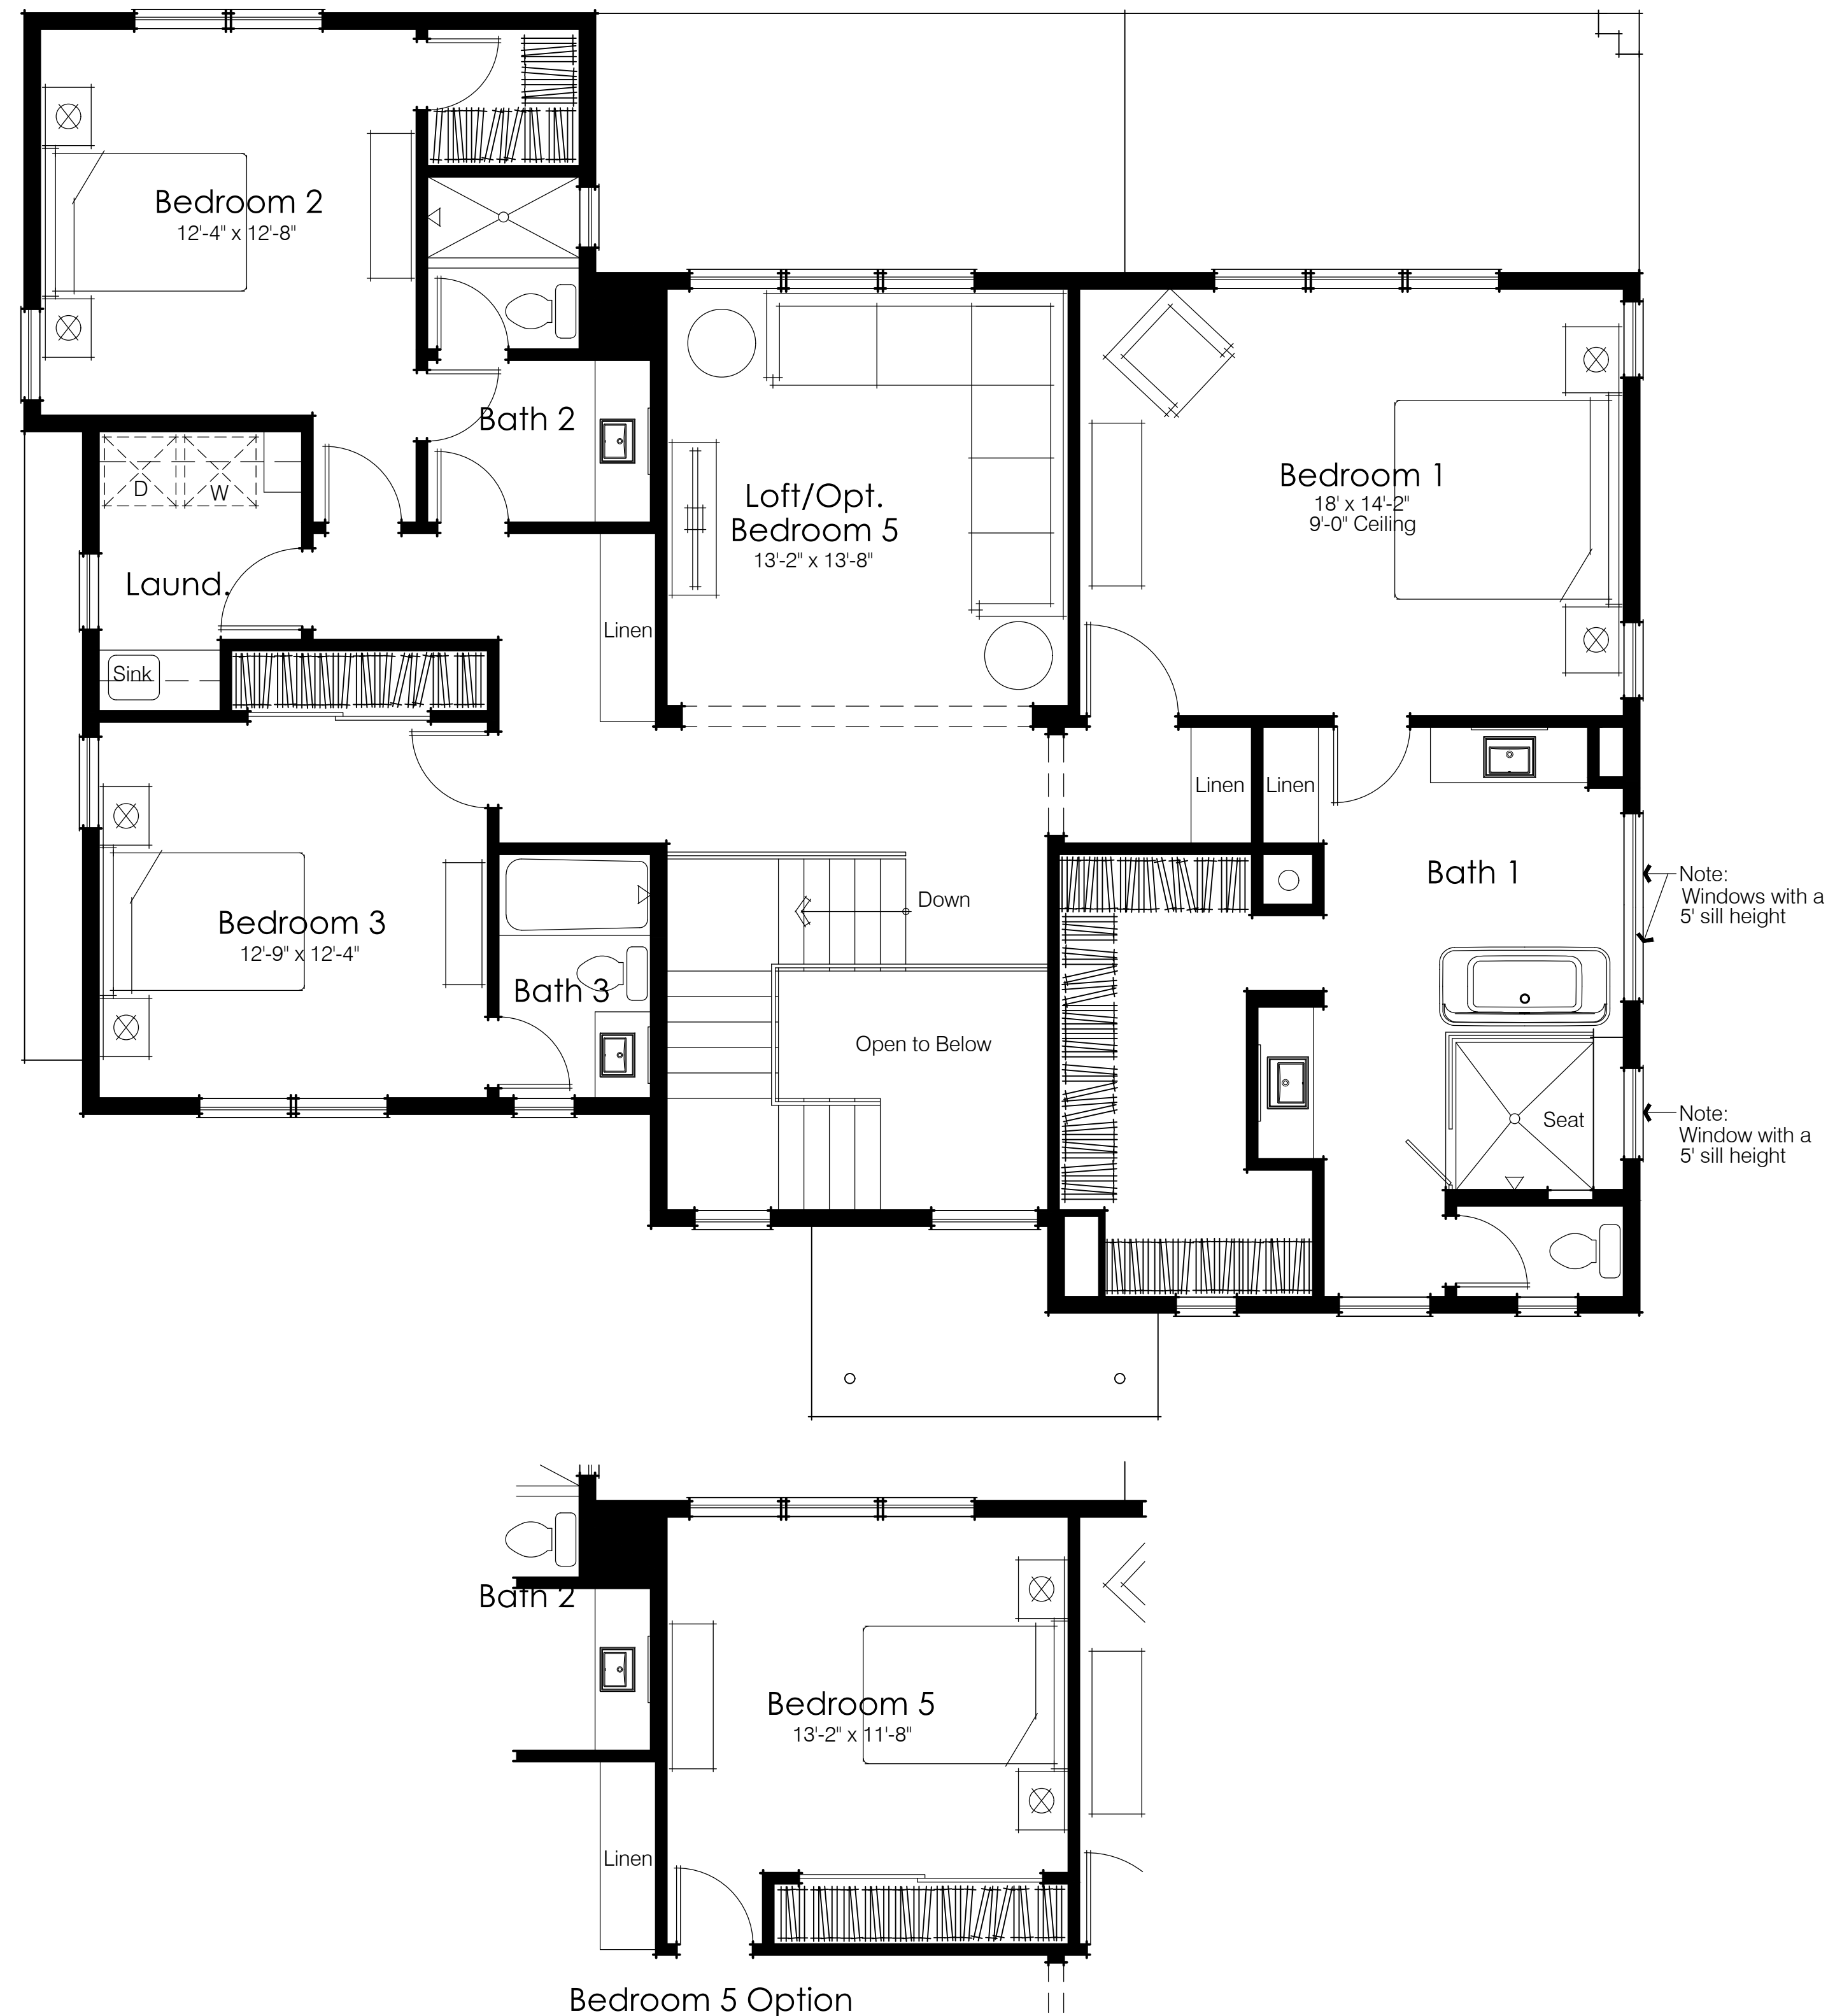 Bedroom 2
12'-4" x 12'-8"
Bath 2
D
W
Laund.
Sink
Linen
Loft/Opt.
Bedroom 5
13'-2" x 13'-8"
Bedroom 1
18' x 14'-2"
9'-0" Ceiling
Linen
Linen
Bath 1
Note:
Windows with a
5' sill height
Bedroom 3
12'-9" x 12'-4"
Bath 3
Down
Open to Below
Seat
Note:
Window with a
5' sill height
Bath 2
Bedroom 5
13'-2" x 11'-8"
Linen
Bedroom 5 Option